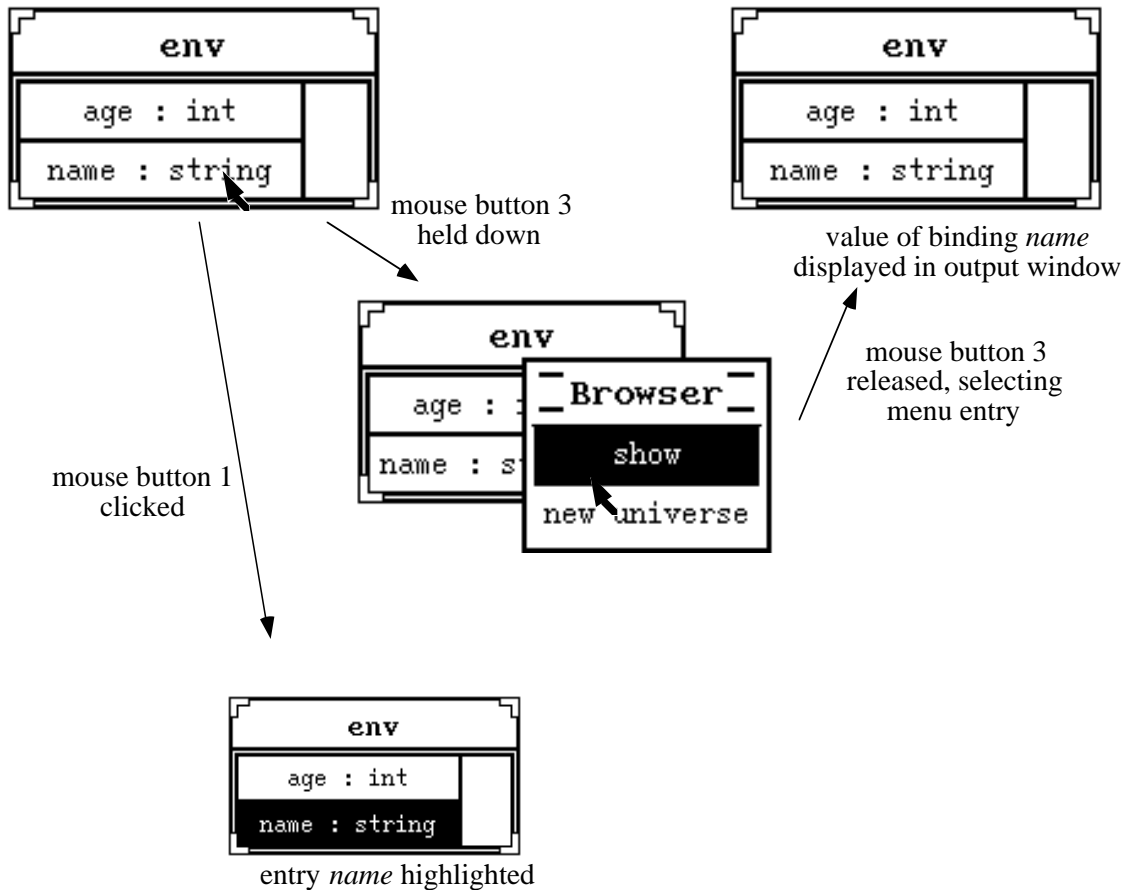 env
age : int
name : string
env
age : int
name : string
mouse button 3
held down
value of binding name
displayed in output window
env
age :
name : s
Browser
show
new universe
mouse button 3
released, selecting
menu entry
mouse button 1
clicked
env
age : int
name : string
entry name highlighted